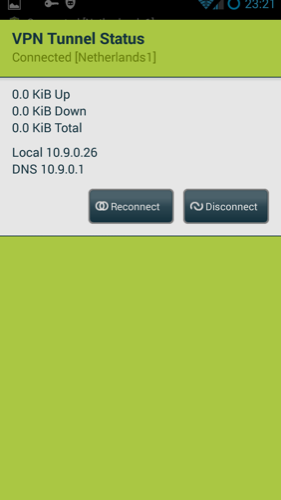 23:21
VPN Tunnel Status
Connected [Netherlands1]
0.0 KiB Up
0.0 KiB Down
0.0 KiB Total
Local 10.9.0.26
DNS 10.9.0.1
Reconnect
Disconnect